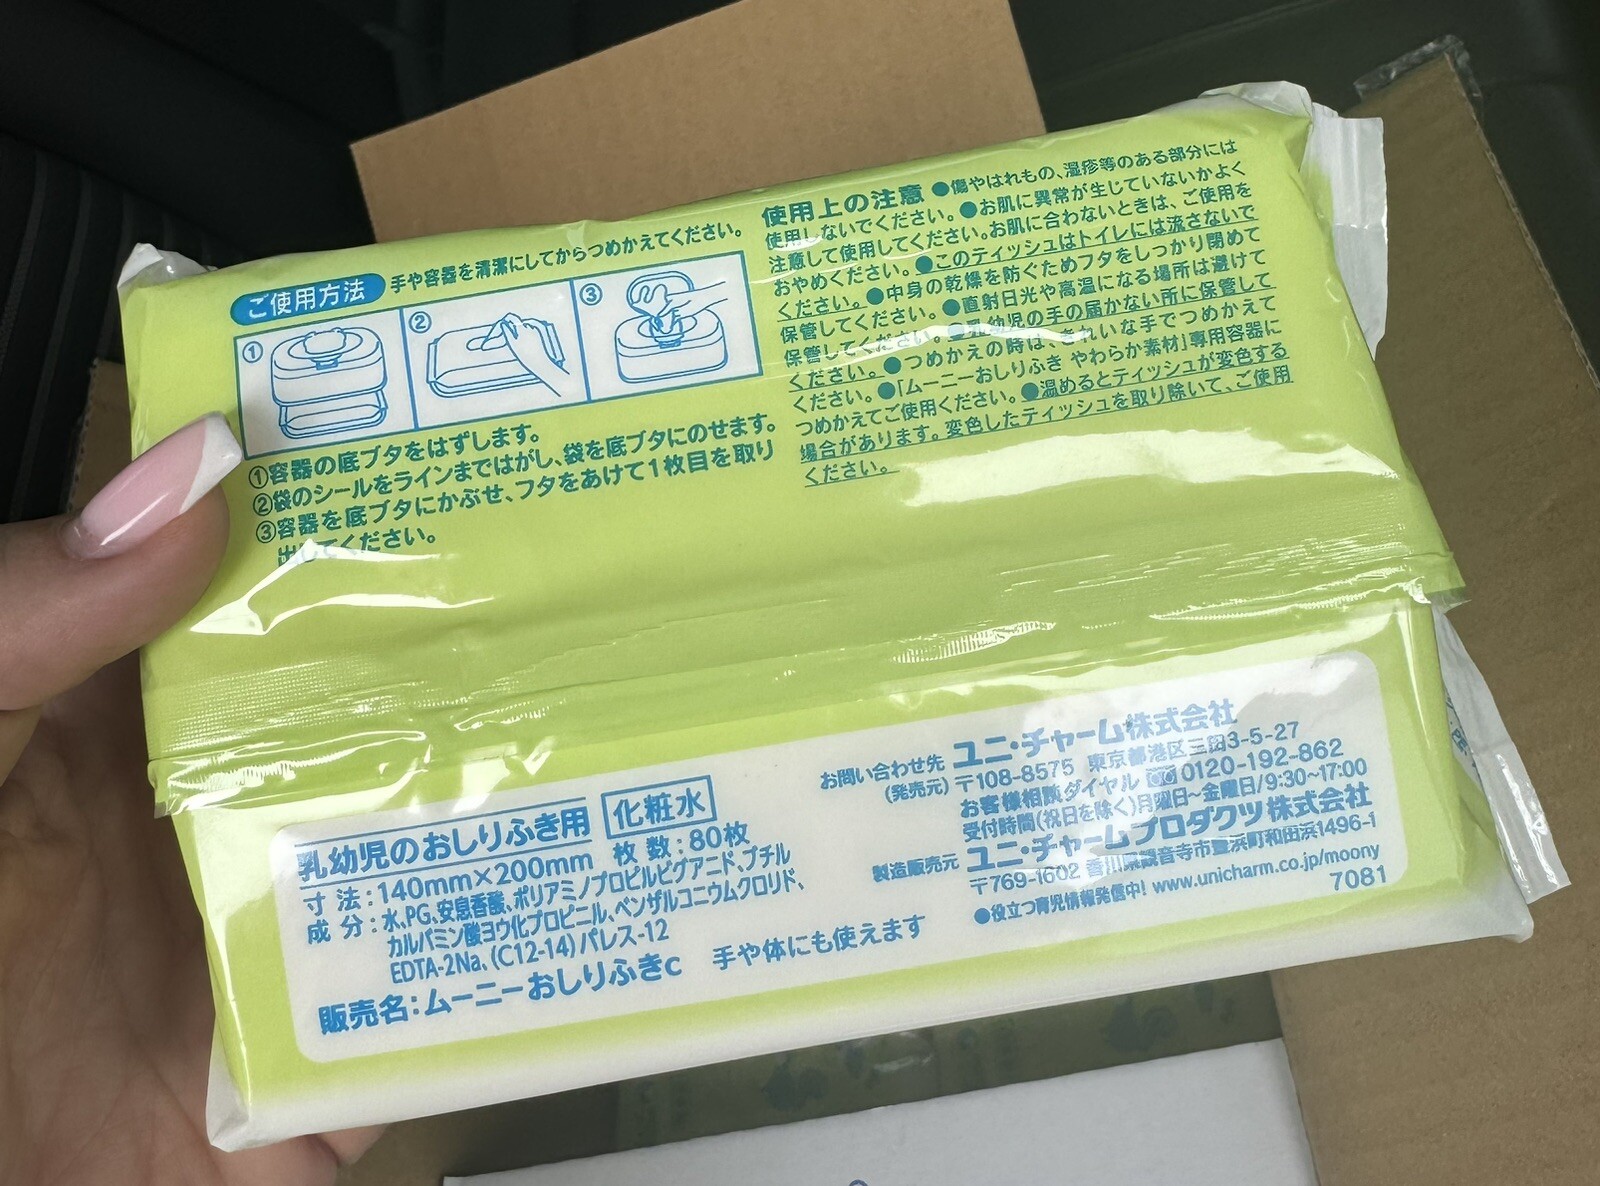 ご使用方法 手や容器を清潔にしてからつめかえてください。
① ② ③
①容器の底ブタをはずします。
②袋のシールをラインまではがし、袋を底ブタにのせます。
③容器を底ブタにかぶせ、フタをあけて1枚目を取り
出してください。
使用上の注意 ●傷やはれもの、湿疹等のある部分には
使用しないでください。●お肌に異常が生じていないかよく
注意して使用してください。お肌に合わないときは、ご使用を
おやめください。●このティッシュはトイレには流さないで
ください。●中身の乾燥を防ぐためフタをしっかり閉めて
保管してください。●直射日光や高温になる場所は避けて
保管してください。●乳幼児の手の届かない所に保管して
ください。●つめかえの時は、きれいな手でつめかえて
ください。●「ムーニーおしりふき やわらか素材」専用容器に
つめかえてご使用ください。●温めるとティッシュが変色する
場合があります。変色したティッシュを取り除いて、ご使用
ください。
乳幼児のおしりふき用 化粧水
寸 法:140mm×200mm 枚 数:80枚
成 分:水、PG、安息香酸、ポリアミノプロピルビグアニド、ブチル
カルバミン酸ヨウ化プロピニル、ベンザルコニウムクロリド、
EDTA-2Na、(C12-14)パレス-12
販売名:ムーニーおしりふきc 手や体にも使えます
お問い合わせ先 ユニ・チャーム株式会社
(発売元) 〒108-8575 東京都港区三田3-5-27
お客様相談ダイヤル 0120-192-862
受付時間(祝日を除く)月曜日~金曜日/9:30~17:00
製造販売元 ユニ・チャームプロダクツ株式会社
〒769-1602 香川県観音寺市豊浜町和田浜1496-1
●役立つ育児情報発信中! www.unicharm.co.jp/moony
7081